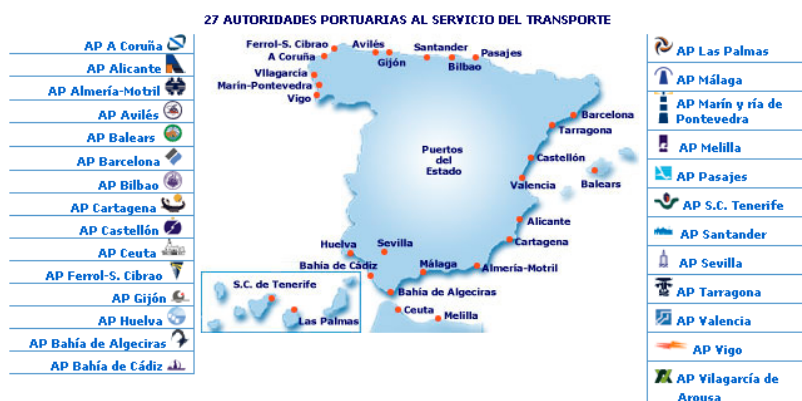 27 AUTORIDADES PORTUARIAS AL SERVICIO DEL TRANSPORTE
AP A Coruña
AP Alicante
AP Almería-Motril
AP Avilés
AP Balears
AP Barcelona
AP Bilbao
AP Cartagena
AP Castellón
AP Ceuta
AP Ferrol-S. Cibrao
AP Gijón
AP Huelva
AP Bahía de Algeciras
AP Bahía de Cádiz
Ferrol-S. Cibrao
A Coruña
Avilés
Gijón
Santander
Bilbao
Pasajes
Vilagarcía
Marín-Pontevedra
Vigo
Barcelona
Tarragona
Puertos
del
Estado
Castellón
Valencia
Balears
Alicante
Cartagena
Huelva
Sevilla
Bahía de Cádiz
Málaga
Almería-Motril
S.C. de Tenerife
Las Palmas
Bahía de Algeciras
Ceuta
Melilla
AP Las Palmas
AP Málaga
AP Marín y ría de
Pontevedra
AP Melilla
AP Pasajes
AP S.C. Tenerife
AP Santander
AP Sevilla
AP Tarragona
AP Valencia
AP Vigo
AP Vilagarcía de
Arousa